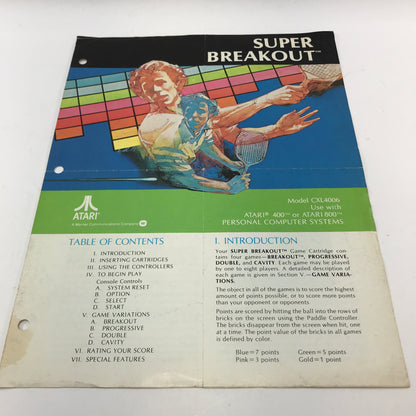 SUPER
BREAKOUT™
Model CXL4006
Use with
ATARI® 400™ or ATARI 800™
PERSONAL COMPUTER SYSTEMS
ATARI®
A Warner Communications Company
TABLE OF CONTENTS
I. INTRODUCTION
II. INSERTING CARTRIDGES
III. USING THE CONTROLLERS
IV. TO BEGIN PLAY
Console Controls
A. SYSTEM RESET
B. OPTION
C. SELECT
D. START
V. GAME VARIATIONS
A. BREAKOUT
B. PROGRESSIVE
C. DOUBLE
D. CAVITY
VI. RATING YOUR SCORE
VII. SPECIAL FEATURES
I. INTRODUCTION
Your SUPER BREAKOUT™ Game Cartridge con-
tains four games—BREAKOUT™, PROGRESSIVE,
DOUBLE, and CAVITY. Each game may be played
by one to eight players. A detailed description of
each game is given in Section V.—GAME VARIA-
TIONS.
The object in all of the games is to score the highest
amount of points possible, or to score more points
than your opponent or opponents.
Points are scored by hitting the ball into the rows of
bricks on the screen using the Paddle Controller.
The bricks disappear from the screen when hit, one
at a time. The point value of the bricks in all games
is defined by color.
Blue=7 points Green=5 points
Pink=3 points Gold=1 point